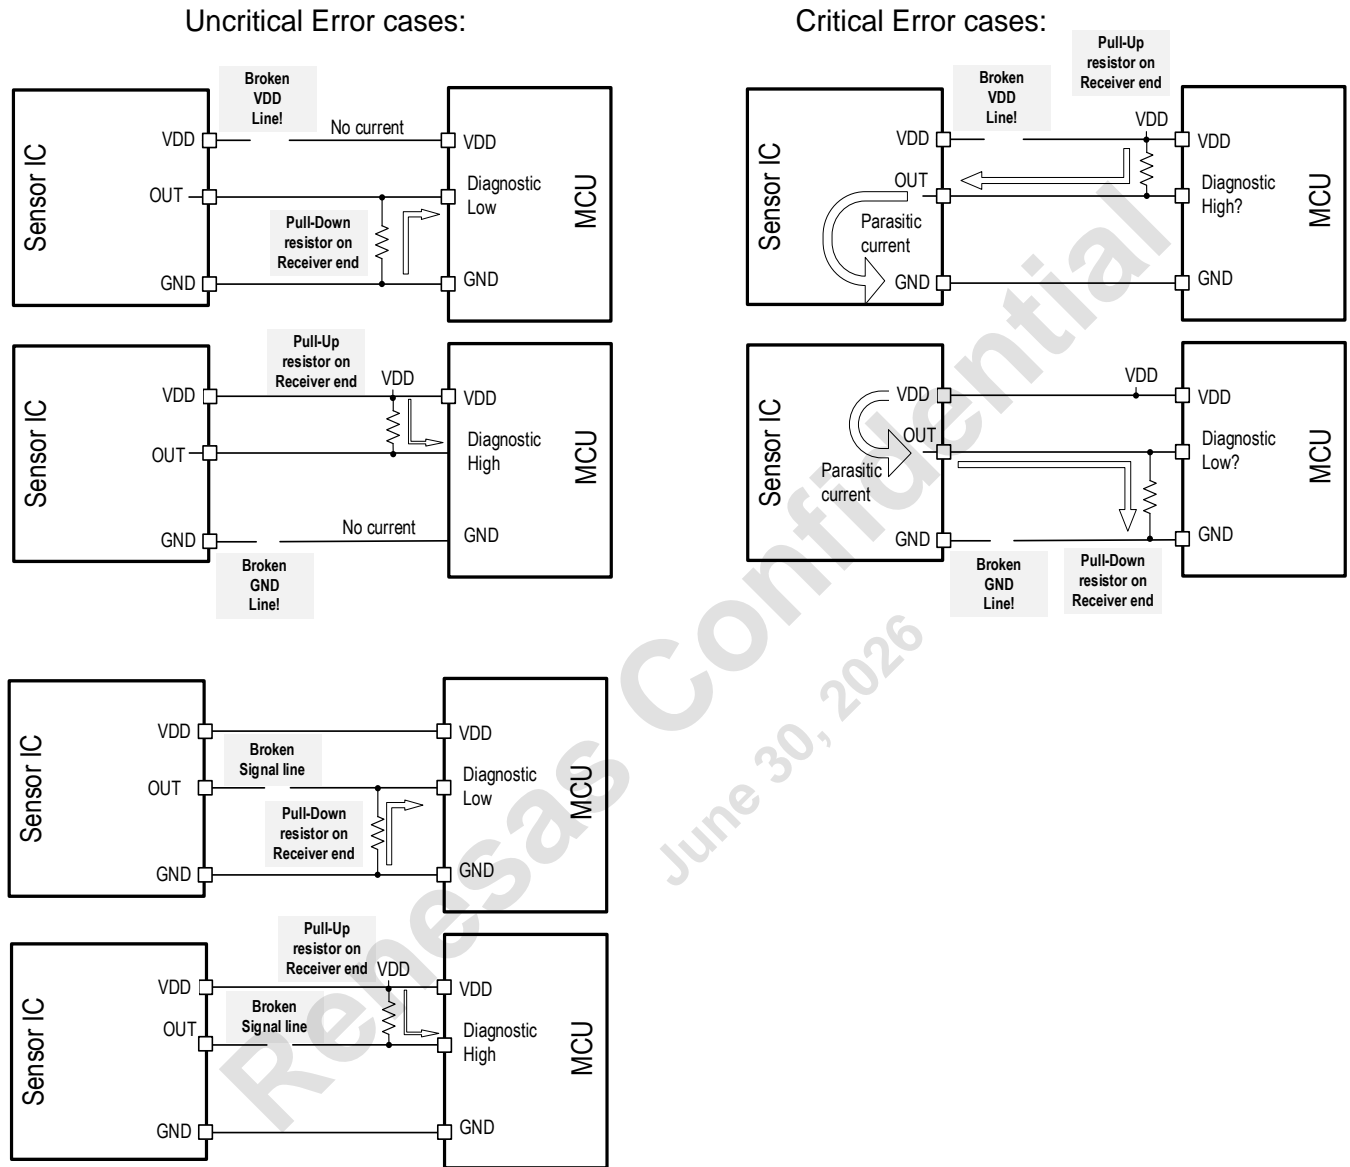 Uncritical Error cases:
Critical Error cases:
Broken
VDD
Line!
No current
Sensor IC
VDD
OUT
GND
Pull-Down
resistor on
Receiver end
VDD
Diagnostic
Low
GND
MCU
Pull-Up
resistor on
Receiver end
Broken
VDD
Line!
VDD
Sensor IC
VDD
OUT
Parasitic
current
GND
VDD
Diagnostic
High?
GND
MCU
Pull-Up
resistor on
Receiver end
VDD
Sensor IC
VDD
OUT
GND
No current
Broken
GND
Line!
VDD
Diagnostic
High
GND
MCU
VDD
Sensor IC
VDD
OUT
Parasitic
current
GND
Broken
GND
Line!
Pull-Down
resistor on
Receiver end
VDD
Diagnostic
Low?
GND
MCU
Sensor IC
VDD
OUT
GND
Broken
Signal line
Pull-Down
resistor on
Receiver end
VDD
Diagnostic
Low
GND
MCU
Pull-Up
resistor on
Receiver end
VDD
Sensor IC
VDD
OUT
GND
Broken
Signal line
VDD
Diagnostic
High
GND
MCU
Renesas Confidential
June 30, 2026